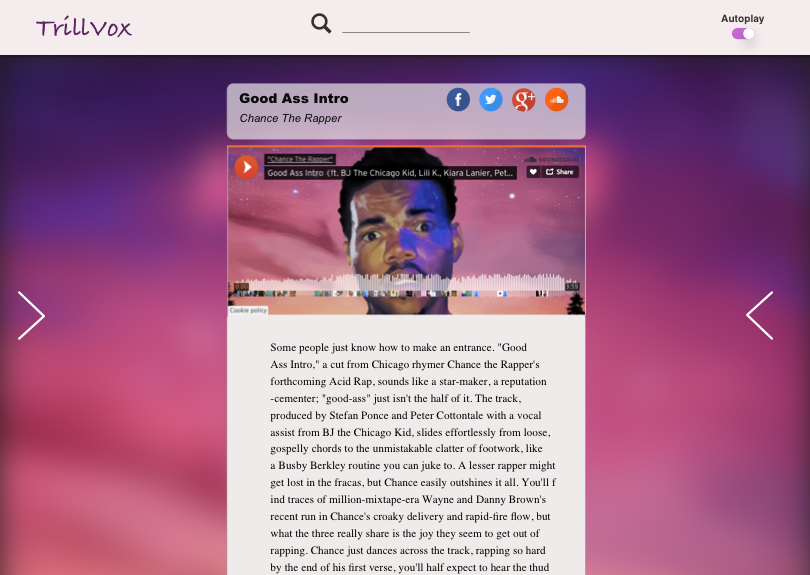 TrillVox
Autoplay
Good Ass Intro
Chance The Rapper
f
g+
"Chance The Rapper"
SOUNDCLOUD
Good Ass Intro (ft. BJ The Chicago Kid, Lili K., Kiara Lanier, Pet...
Share
0:00
3:59
Cookie policy
Some people just know how to make an entrance. "Good
Ass Intro," a cut from Chicago rhymer Chance the Rapper's
forthcoming Acid Rap, sounds like a star-maker, a reputation
-cementer; "good-ass" just isn't the half of it. The track,
produced by Stefan Ponce and Peter Cottontale with a vocal
assist from BJ the Chicago Kid, slides effortlessly from loose,
gospelly chords to the unmistakable clatter of footwork, like
a Busby Berkley routine you can juke to. A lesser rapper might
get lost in the fracas, but Chance easily outshines it all. You'll f
ind traces of million-mixtape-era Wayne and Danny Brown's
recent run in Chance's croaky delivery and rapid-fire flow, but
what the three really share is the joy they seem to get out of
rapping. Chance just dances across the track, rapping so hard
by the end of his first verse, you'll half expect to hear the thud